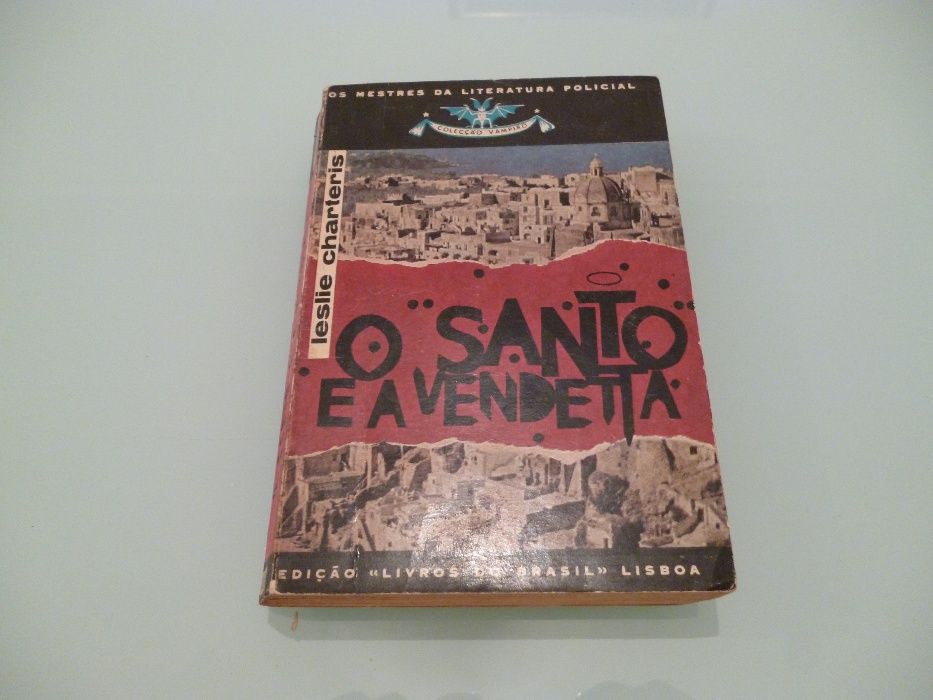 OS MESTRES DA LITERATURA POLICIAL
COLECÇÃO VAMPIRO
leslie charteris
O "SANTO"
E A VENDETTA
EDIÇÃO «LIVROS DO BRASIL» LISBOA